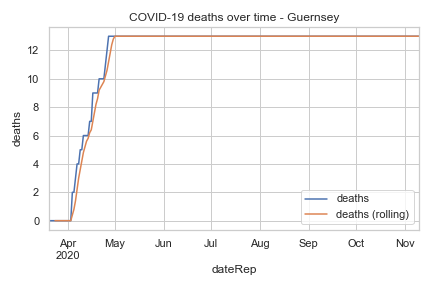 COVID-19 deaths over time - Guernsey
deaths
12
10
8
6
4
2
0
deaths
deaths (rolling)
Apr May Jun Jul Aug Sep Oct Nov
2020
dateRep